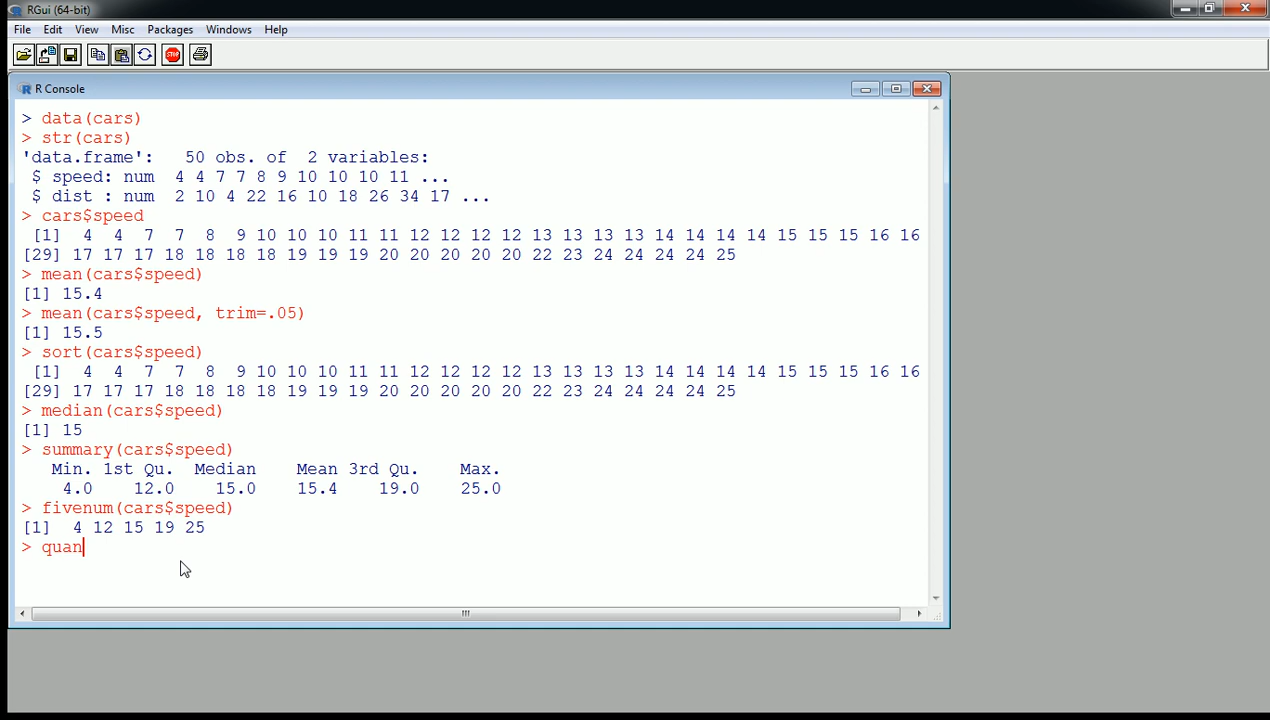 RGui (64-bit)
File Edit View Misc Packages Windows Help
STOP
R Console
> data(cars)
> str(cars)
'data.frame':   50 obs. of  2 variables:
 $ speed: num  4 4 7 7 8 9 10 10 10 11 ...
 $ dist : num  2 10 4 22 16 10 18 26 34 17 ...
> cars$speed
 [1]  4  4  7  7  8  9 10 10 10 11 11 12 12 12 12 13 13 13 13 14 14 14 14 15 15 15 16 16
[29] 17 17 17 18 18 18 18 19 19 19 20 20 20 20 20 22 23 24 24 24 24 25
> mean(cars$speed)
[1] 15.4
> mean(cars$speed, trim=.05)
[1] 15.5
> sort(cars$speed)
 [1]  4  4  7  7  8  9 10 10 10 11 11 12 12 12 12 13 13 13 13 14 14 14 14 15 15 15 16 16
[29] 17 17 17 18 18 18 18 19 19 19 20 20 20 20 20 22 23 24 24 24 24 25
> median(cars$speed)
[1] 15
> summary(cars$speed)
   Min. 1st Qu.  Median    Mean 3rd Qu.    Max.
    4.0    12.0    15.0    15.4    19.0    25.0
> fivenum(cars$speed)
[1]  4 12 15 19 25
> quan